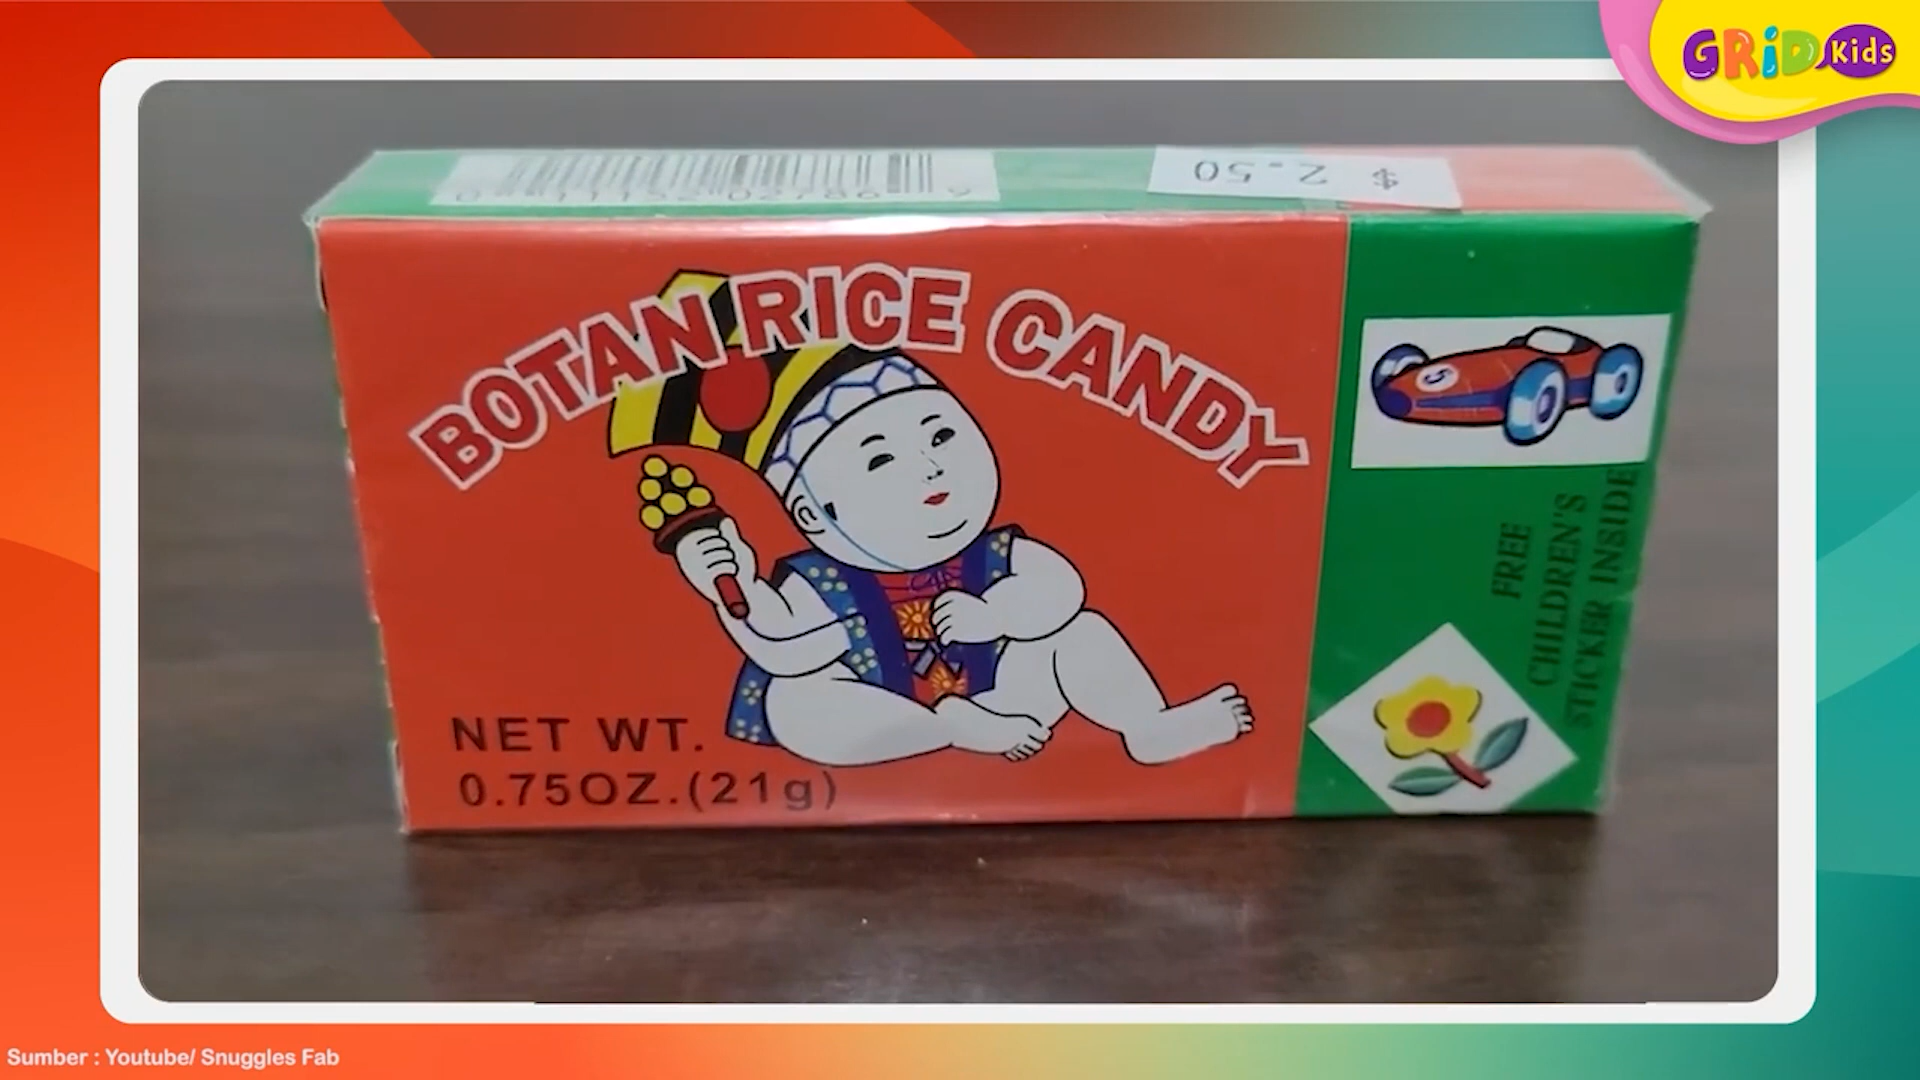 GRiD Kids
$ 2.50
BOTAN RICE CANDY
5
FREE
CHILDREN'S
STICKER INSIDE
NET WT.
0.75OZ.(21g)
Sumber : Youtube/ Snuggles Fab